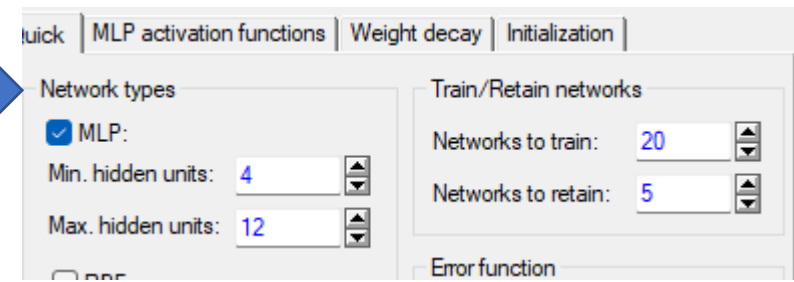 Quick MLP activation functions Weight decay Initialization
Network types
MLP:
Min. hidden units: 4
Max. hidden units: 12
Train/Retain networks
Networks to train: 20
Networks to retain: 5
Error function